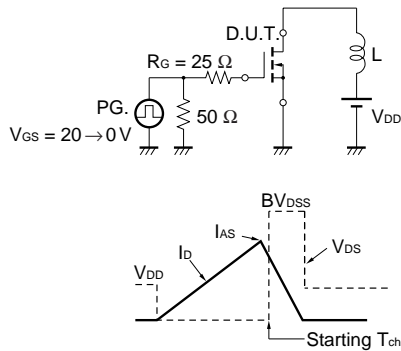 D.U.T.
RG = 25 Ω
L
PG.
50 Ω
VDD
VGS = 20 → 0 V
BVDSS
IAS
ID
VDS
VDD
Starting Tch